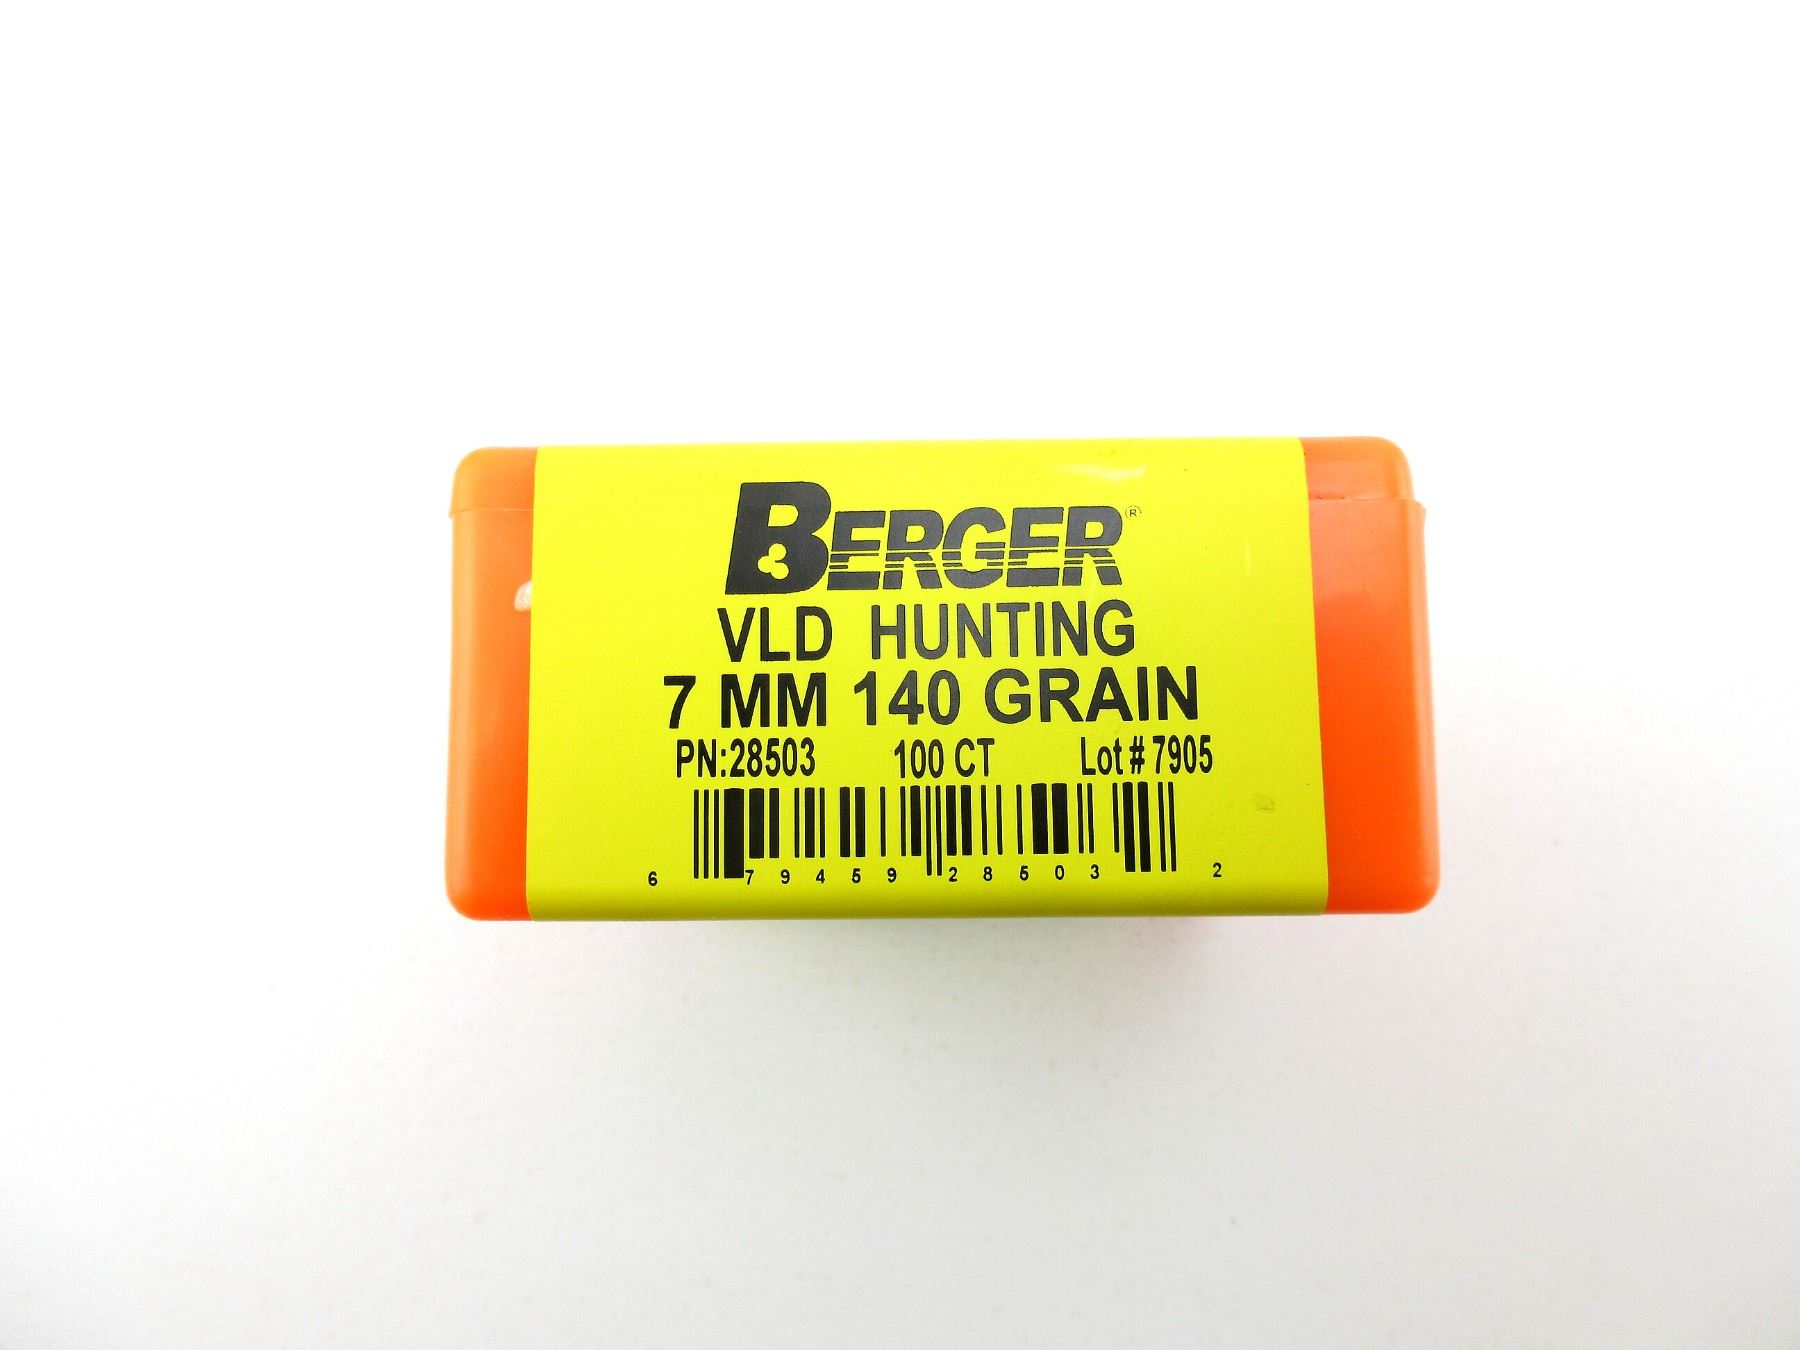 BERGER®
VLD HUNTING
7 MM 140 GRAIN
PN:28503 100 CT Lot # 7905
6 79459 28503 2